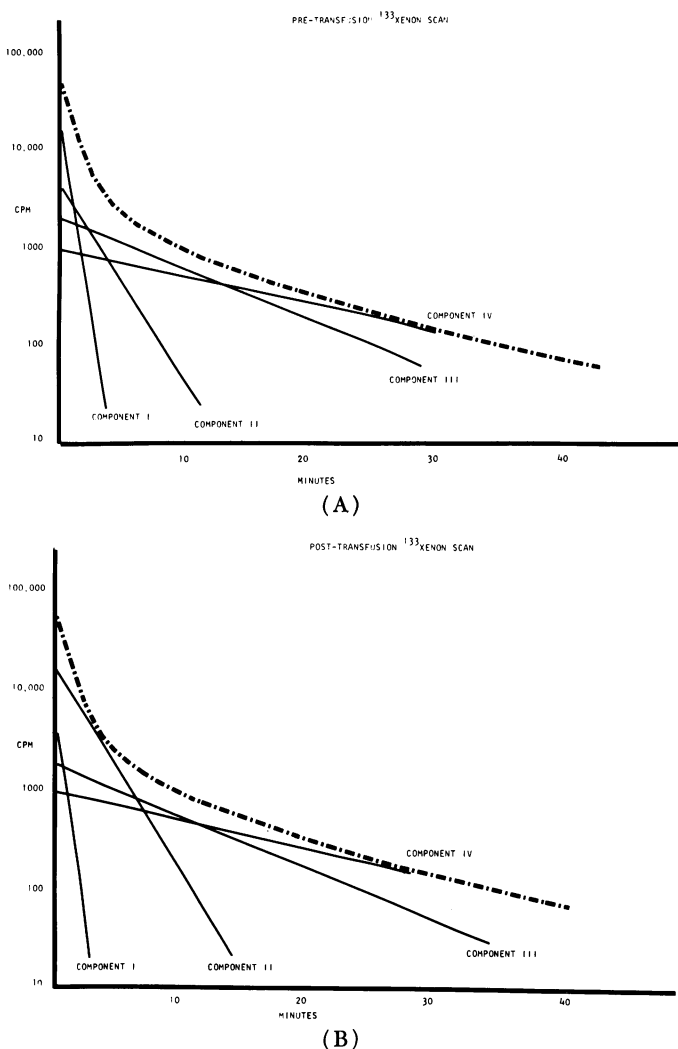 PRE-TRANSFUSION 133XENON SCAN
100,000
10,000
CPM
1000
COMPONENT IV
100
COMPONENT III
COMPONENT I
COMPONENT II
10
10 20 30 40
MINUTES
(A)
POST-TRANSFUSION 133XENON SCAN
100,000
10,000
CPM
1000
COMPONENT IV
100
COMPONENT III
COMPONENT I
COMPONENT II
10
10 20 30 40
MINUTES
(B)